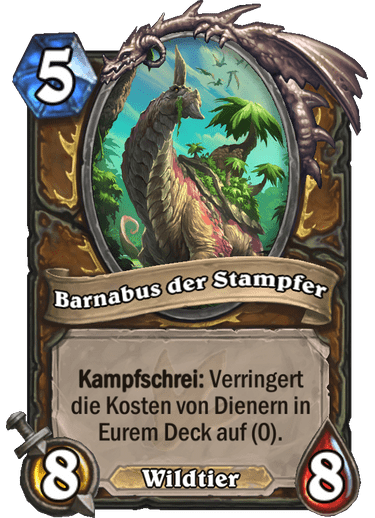 5
Barnabus der Stampfer
Kampfschrei: Verringert
die Kosten von Dienern in
Eurem Deck auf (0).
8
Wildtier
8